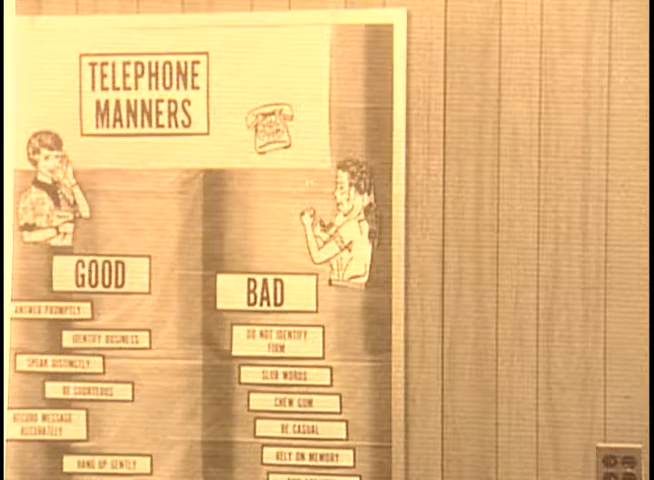 TELEPHONE
MANNERS
GOOD
ANSWER PROMPTLY
IDENTIFY BUSINESS
SPEAK DISTINCTLY
BE COURTEOUS
RECORD MESSAGE
ACCURATELY
HANG UP GENTLY
BAD
DO NOT IDENTIFY
FIRM
SLUR WORDS
CHEW GUM
BE CASUAL
RELY ON MEMORY